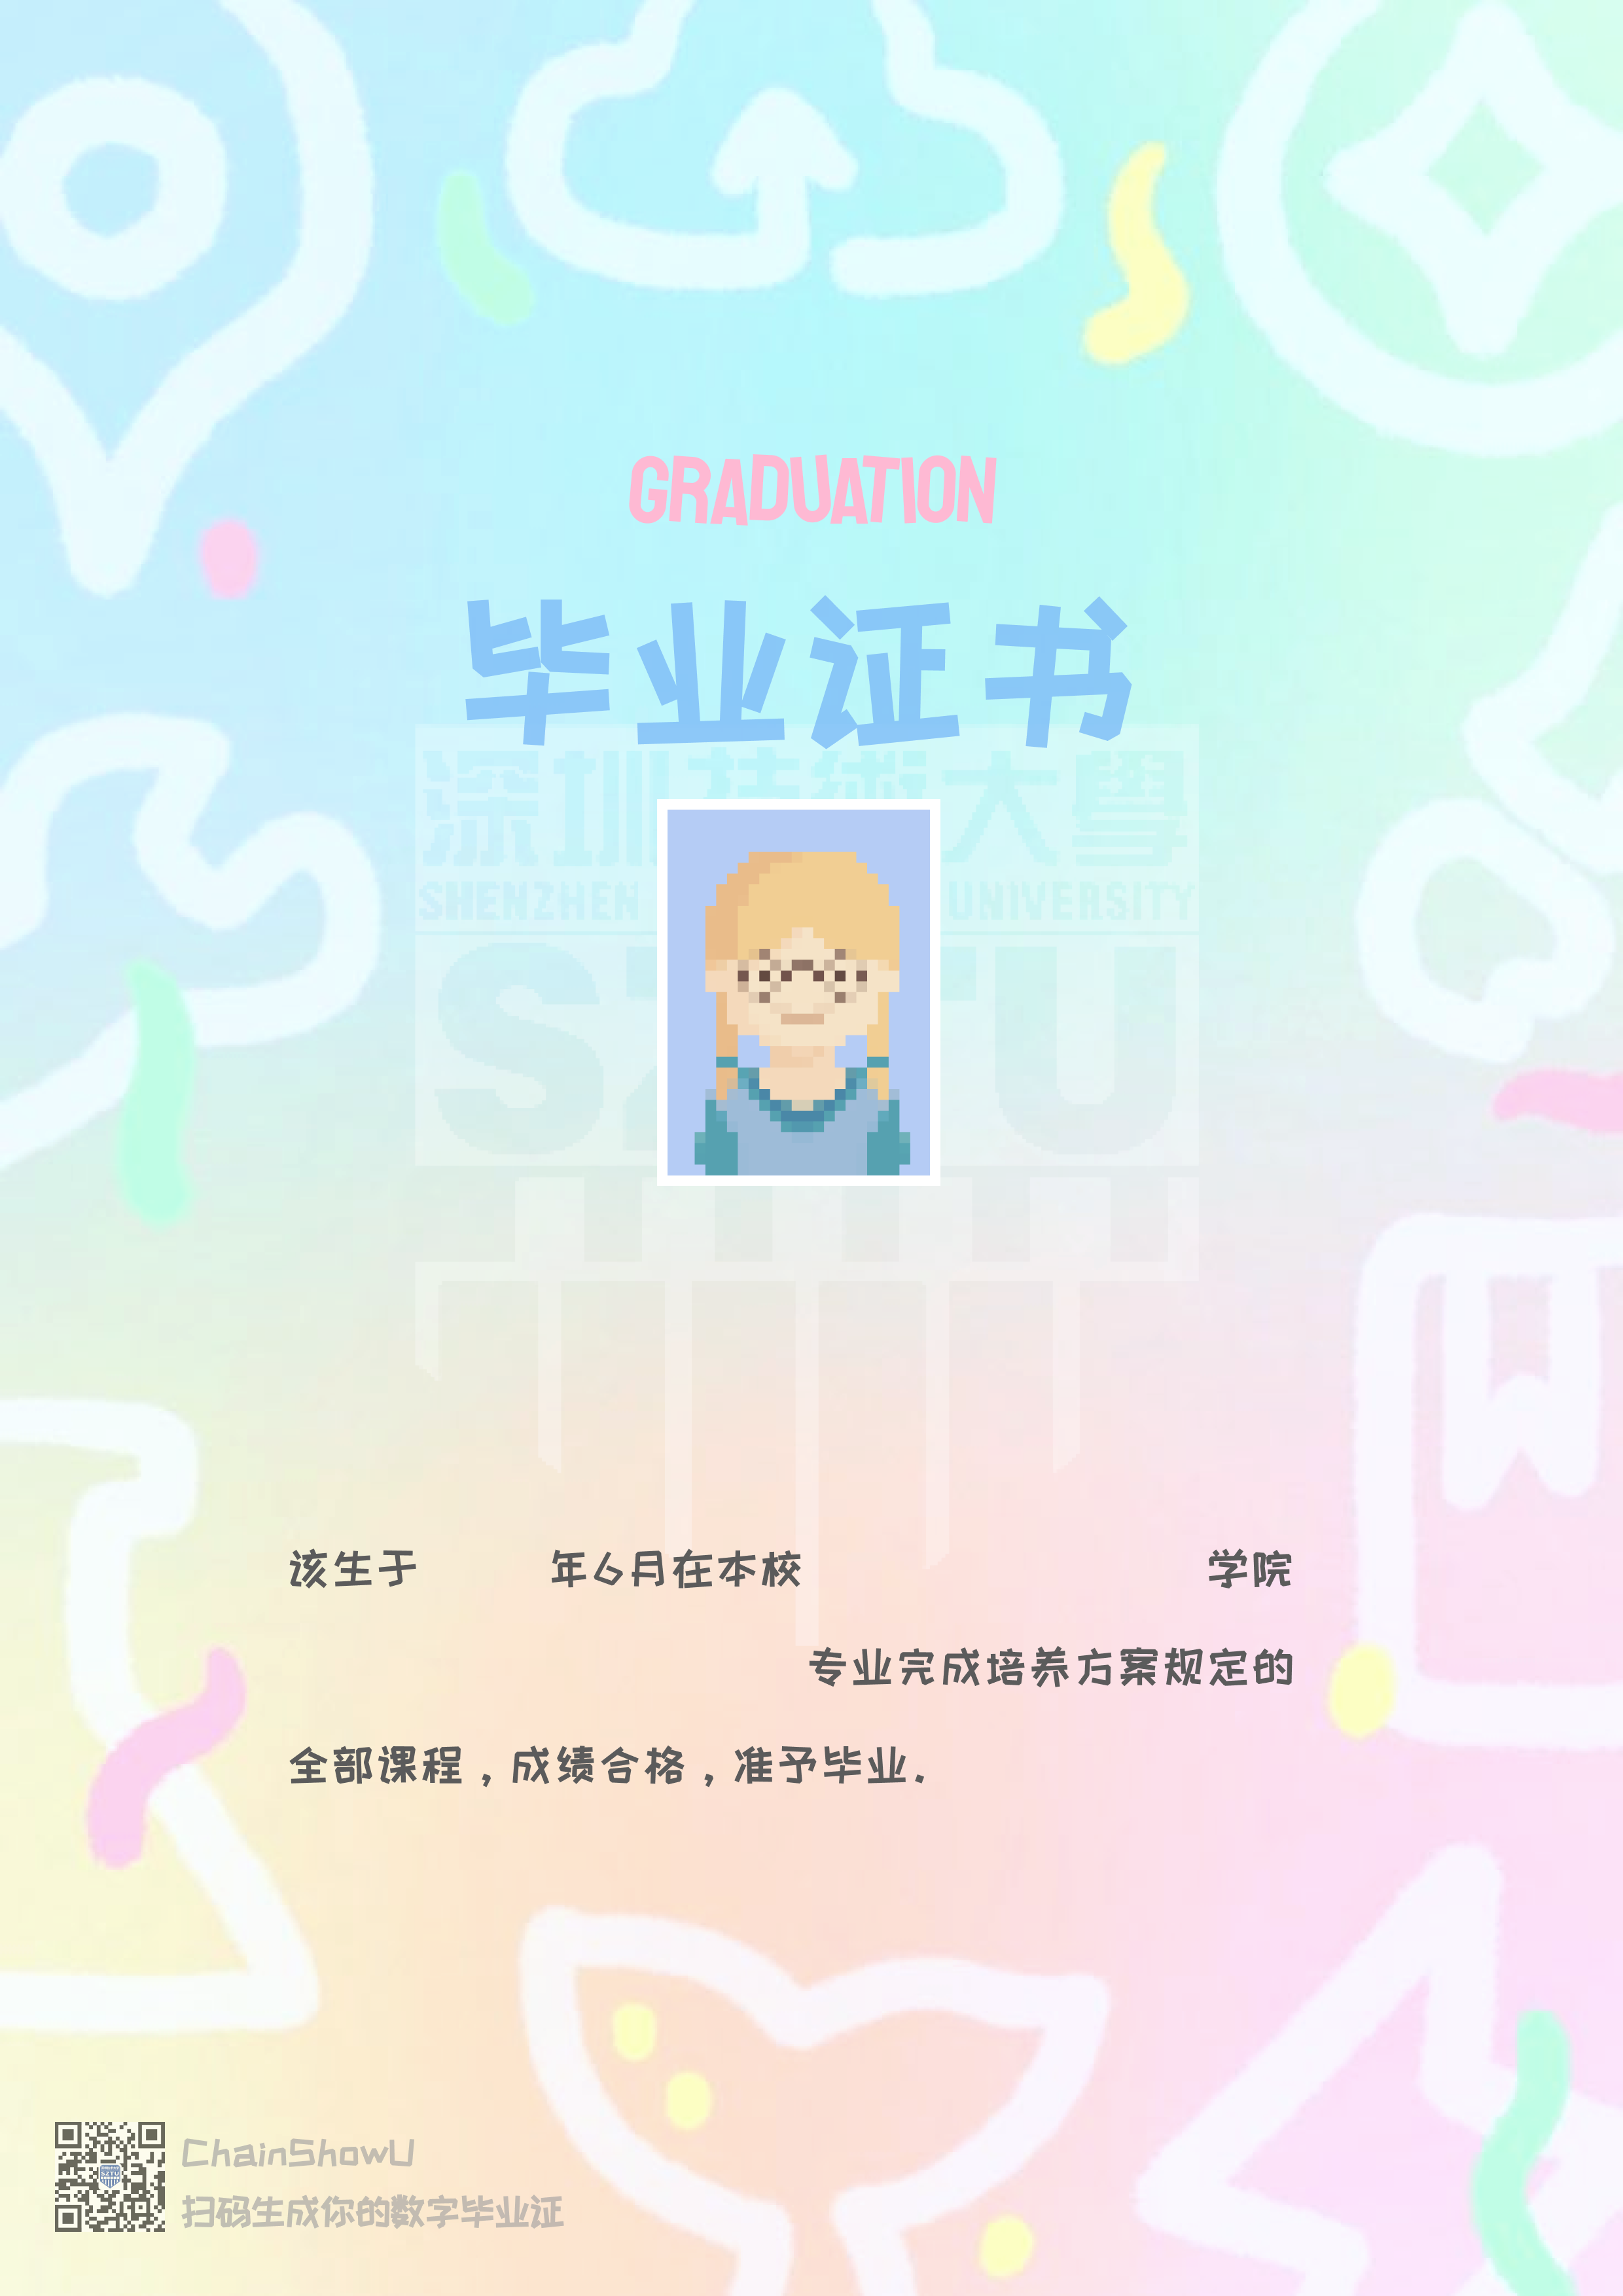 GRADUATION
毕业证书
深圳技術大學
SHENZHEN UNIVERSITY
SZTU
该生于 年6月在本校 学院
专业完成培养方案规定的
全部课程,成绩合格,准予毕业.
ChainShowU
扫码生成你的数字毕业证